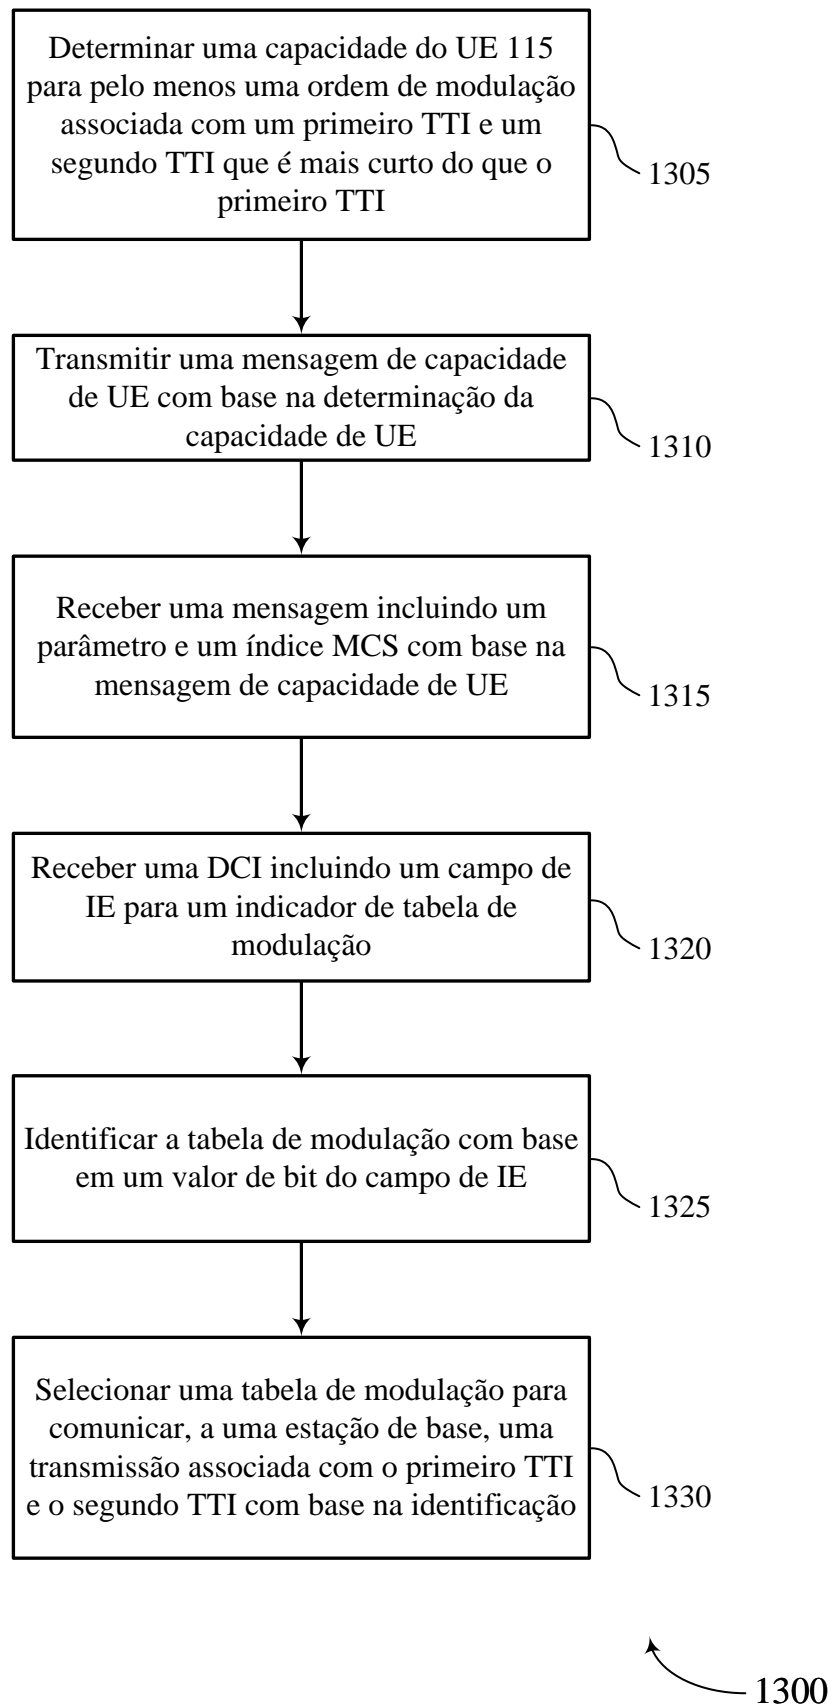 Determinar uma capacidade do UE 115
para pelo menos uma ordem de modulação
associada com um primeiro TTI e um
segundo TTI que é mais curto do que o
primeiro TTI
1305
Transmitir uma mensagem de capacidade
de UE com base na determinação da
capacidade de UE
1310
Receber uma mensagem incluindo um
parâmetro e um índice MCS com base na
mensagem de capacidade de UE
1315
Receber uma DCI incluindo um campo de
IE para um indicador de tabela de
modulação
1320
Identificar a tabela de modulação com base
em um valor de bit do campo de IE
1325
Selecionar uma tabela de modulação para
comunicar, a uma estação de base, uma
transmissão associada com o primeiro TTI
e o segundo TTI com base na identificação
1330
1300